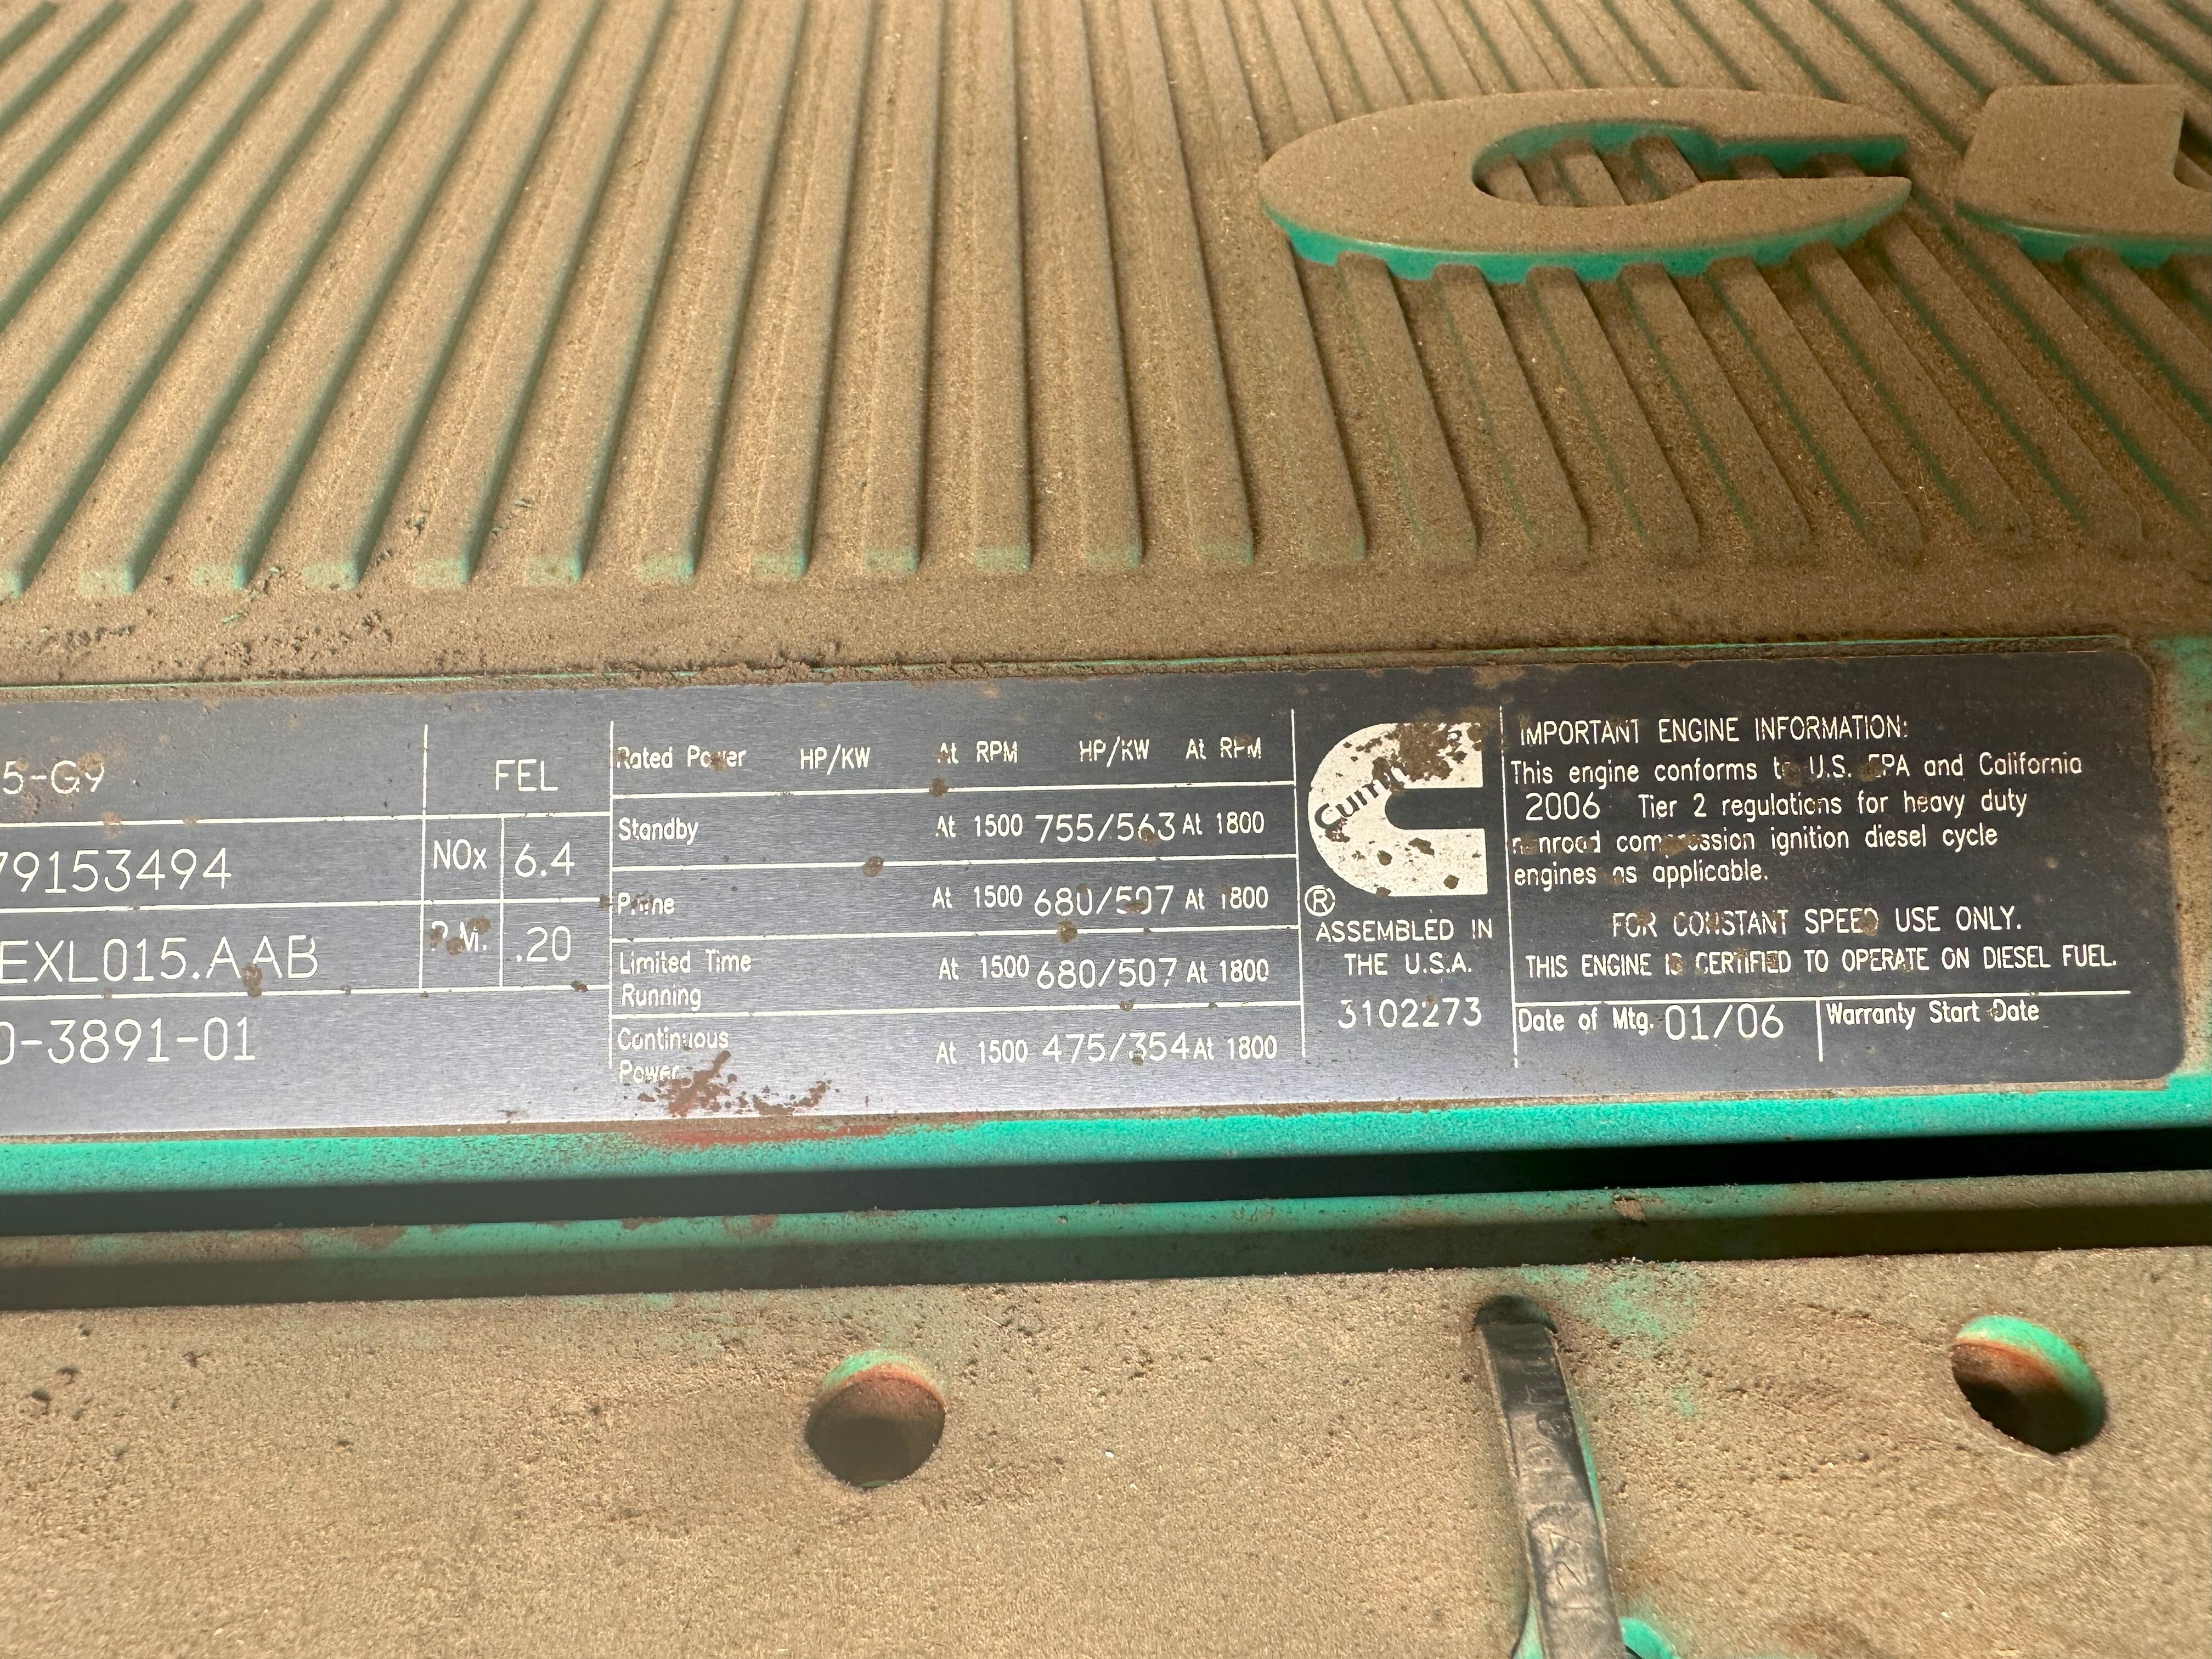 5-G9
79153494
EXL015.AAB
0-3891-01
FEL
NOx 6.4
P.M. .20
Rated Power HP/KW At RPM HP/KW At RPM
Standby At 1500 755/563 At 1800
Prime At 1500 680/507 At 1800
Limited Time
Running At 1500 680/507 At 1800
Continuous
Power At 1500 475/354 At 1800
®
ASSEMBLED IN
THE U.S.A.
3102273
IMPORTANT ENGINE INFORMATION:
This engine conforms to U.S. EPA and California
2006 Tier 2 regulations for heavy duty
nonroad compression ignition diesel cycle
engines as applicable.
FOR CONSTANT SPEED USE ONLY.
THIS ENGINE IS CERTIFIED TO OPERATE ON DIESEL FUEL.
Date of Mfg. 01/06 Warranty Start Date